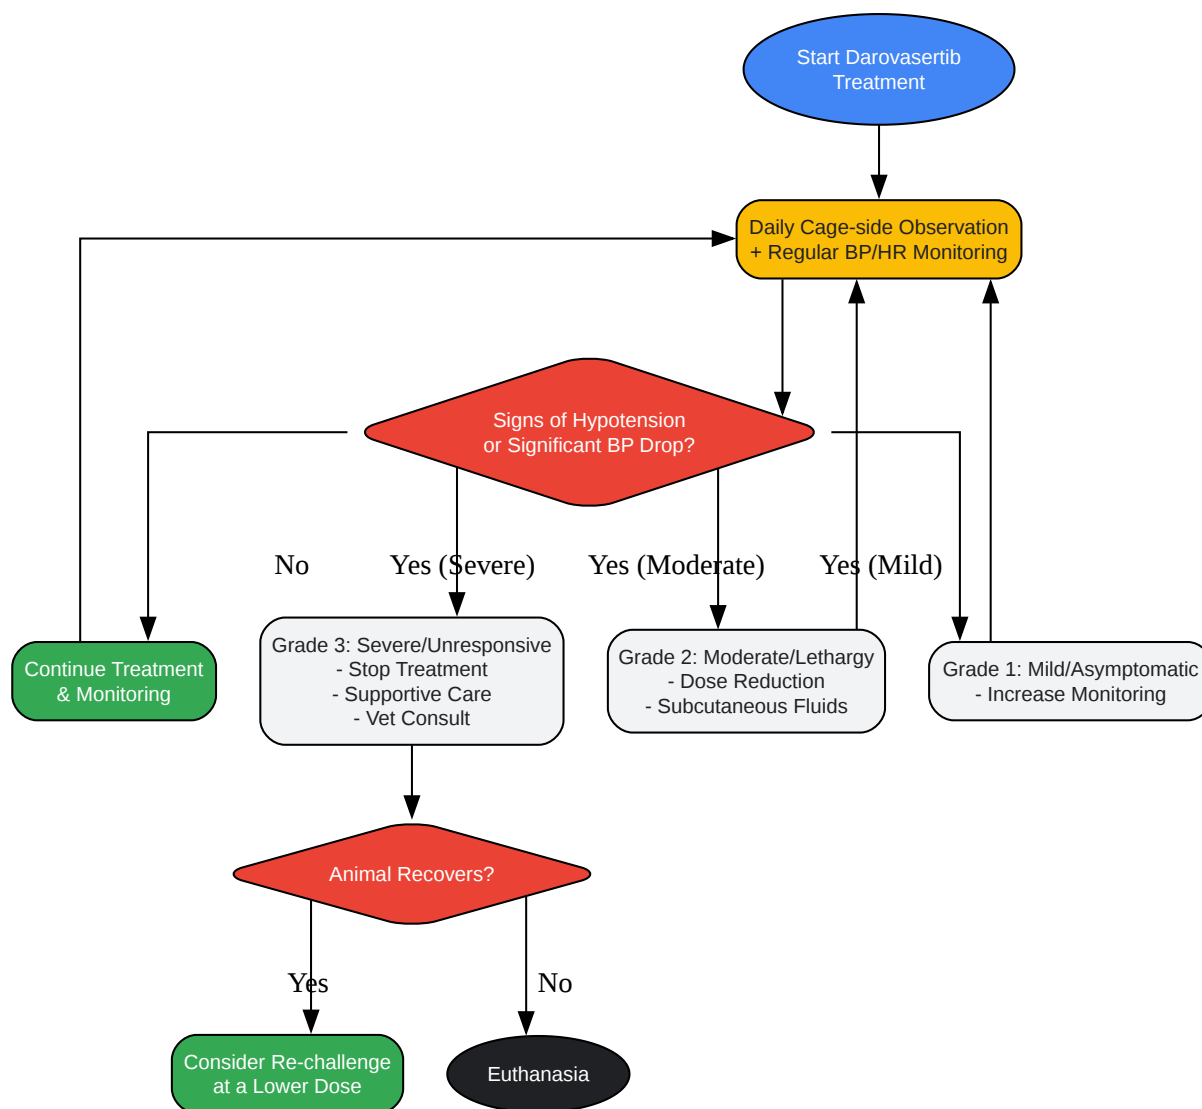 Start Darovasertib
Treatment
Daily Cage-side Observation
+ Regular BP/HR Monitoring
Signs of Hypotension
or Significant BP Drop?
No
Yes (Severe)
Yes (Moderate)
Yes (Mild)
Continue Treatment
& Monitoring
Grade 3: Severe/Unresponsive
- Stop Treatment
- Supportive Care
- Vet Consult
Grade 2: Moderate/Lethargy
- Dose Reduction
- Subcutaneous Fluids
Grade 1: Mild/Asymptomatic
- Increase Monitoring
Animal Recovers?
Yes
No
Consider Re-challenge
at a Lower Dose
Euthanasia